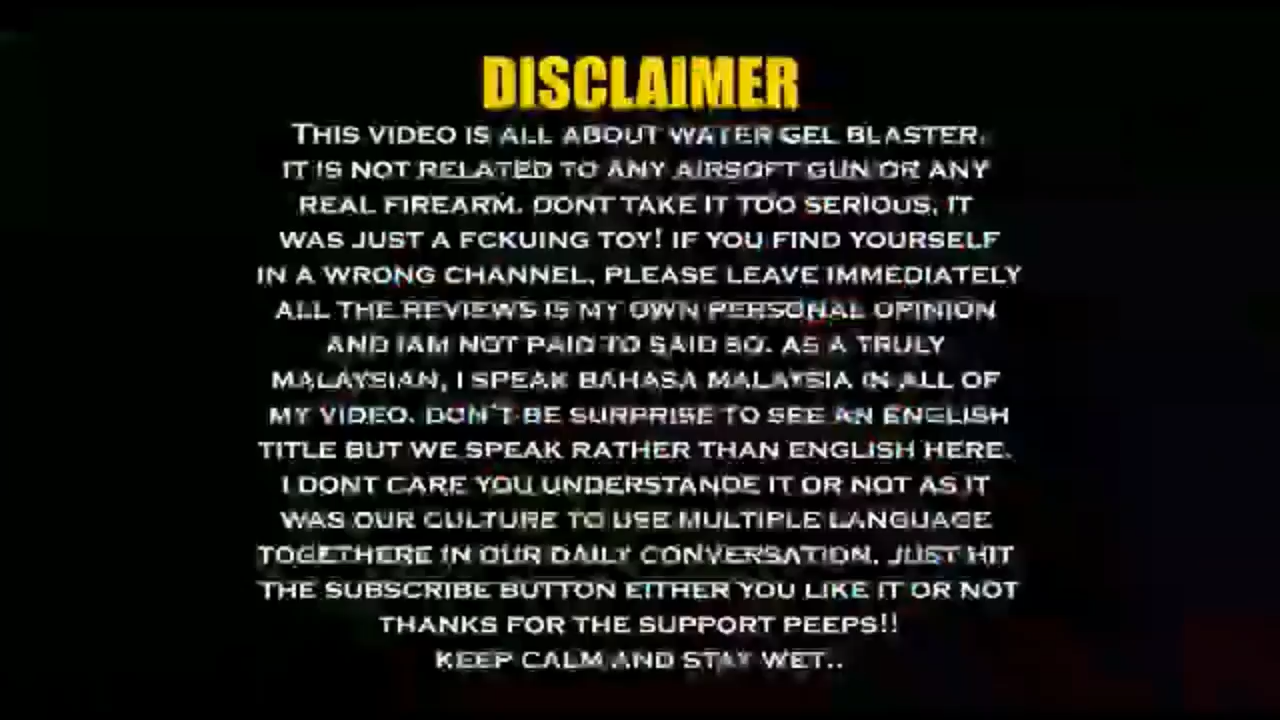 DISCLAIMER
THIS VIDEO IS ALL ABOUT WATER GEL BLASTER.
IT IS NOT RELATED TO ANY AIRSOFT GUN OR ANY
REAL FIREARM. DONT TAKE IT TOO SERIOUS, IT
WAS JUST A FCKUING TOY! IF YOU FIND YOURSELF
IN A WRONG CHANNEL, PLEASE LEAVE IMMEDIATELY
ALL THE REVIEWS IS MY OWN PERSONAL OPINION
AND IAM NOT PAID TO SAID SO. AS A TRULY
MALAYSIAN, I SPEAK BAHASA MALAYSIA IN ALL OF
MY VIDEO. DON'T BE SURPRISE TO SEE AN ENGLISH
TITLE BUT WE SPEAK RATHER THAN ENGLISH HERE.
I DONT CARE YOU UNDERSTANDE IT OR NOT AS IT
WAS OUR CULTURE TO USE MULTIPLE LANGUAGE
TOGETHERE IN OUR DAILY CONVERSATION. JUST HIT
THE SUBSCRIBE BUTTON EITHER YOU LIKE IT OR NOT
THANKS FOR THE SUPPORT PEEPS!!
KEEP CALM AND STAY WET..